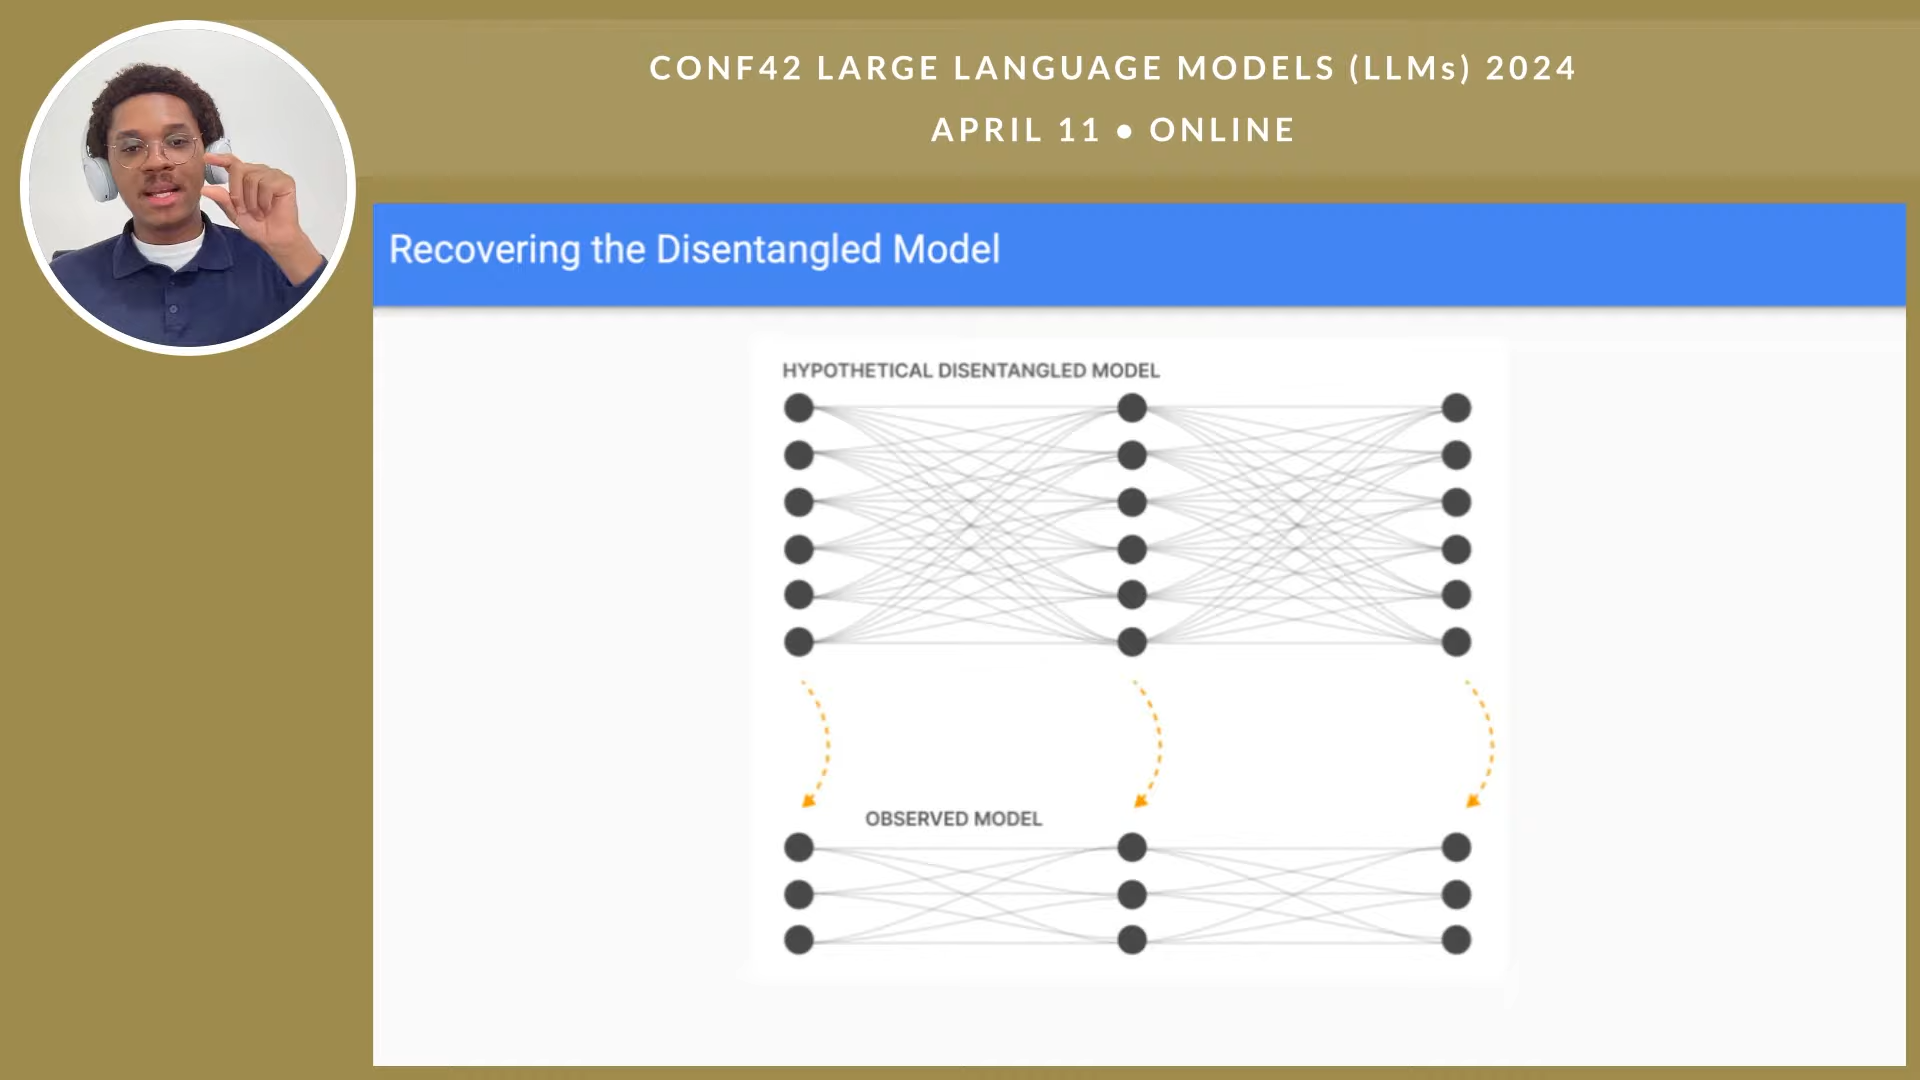 CONF42 LARGE LANGUAGE MODELS (LLMs) 2024
APRIL 11 ● ONLINE
Recovering the Disentangled Model
HYPOTHETICAL DISENTANGLED MODEL
OBSERVED MODEL